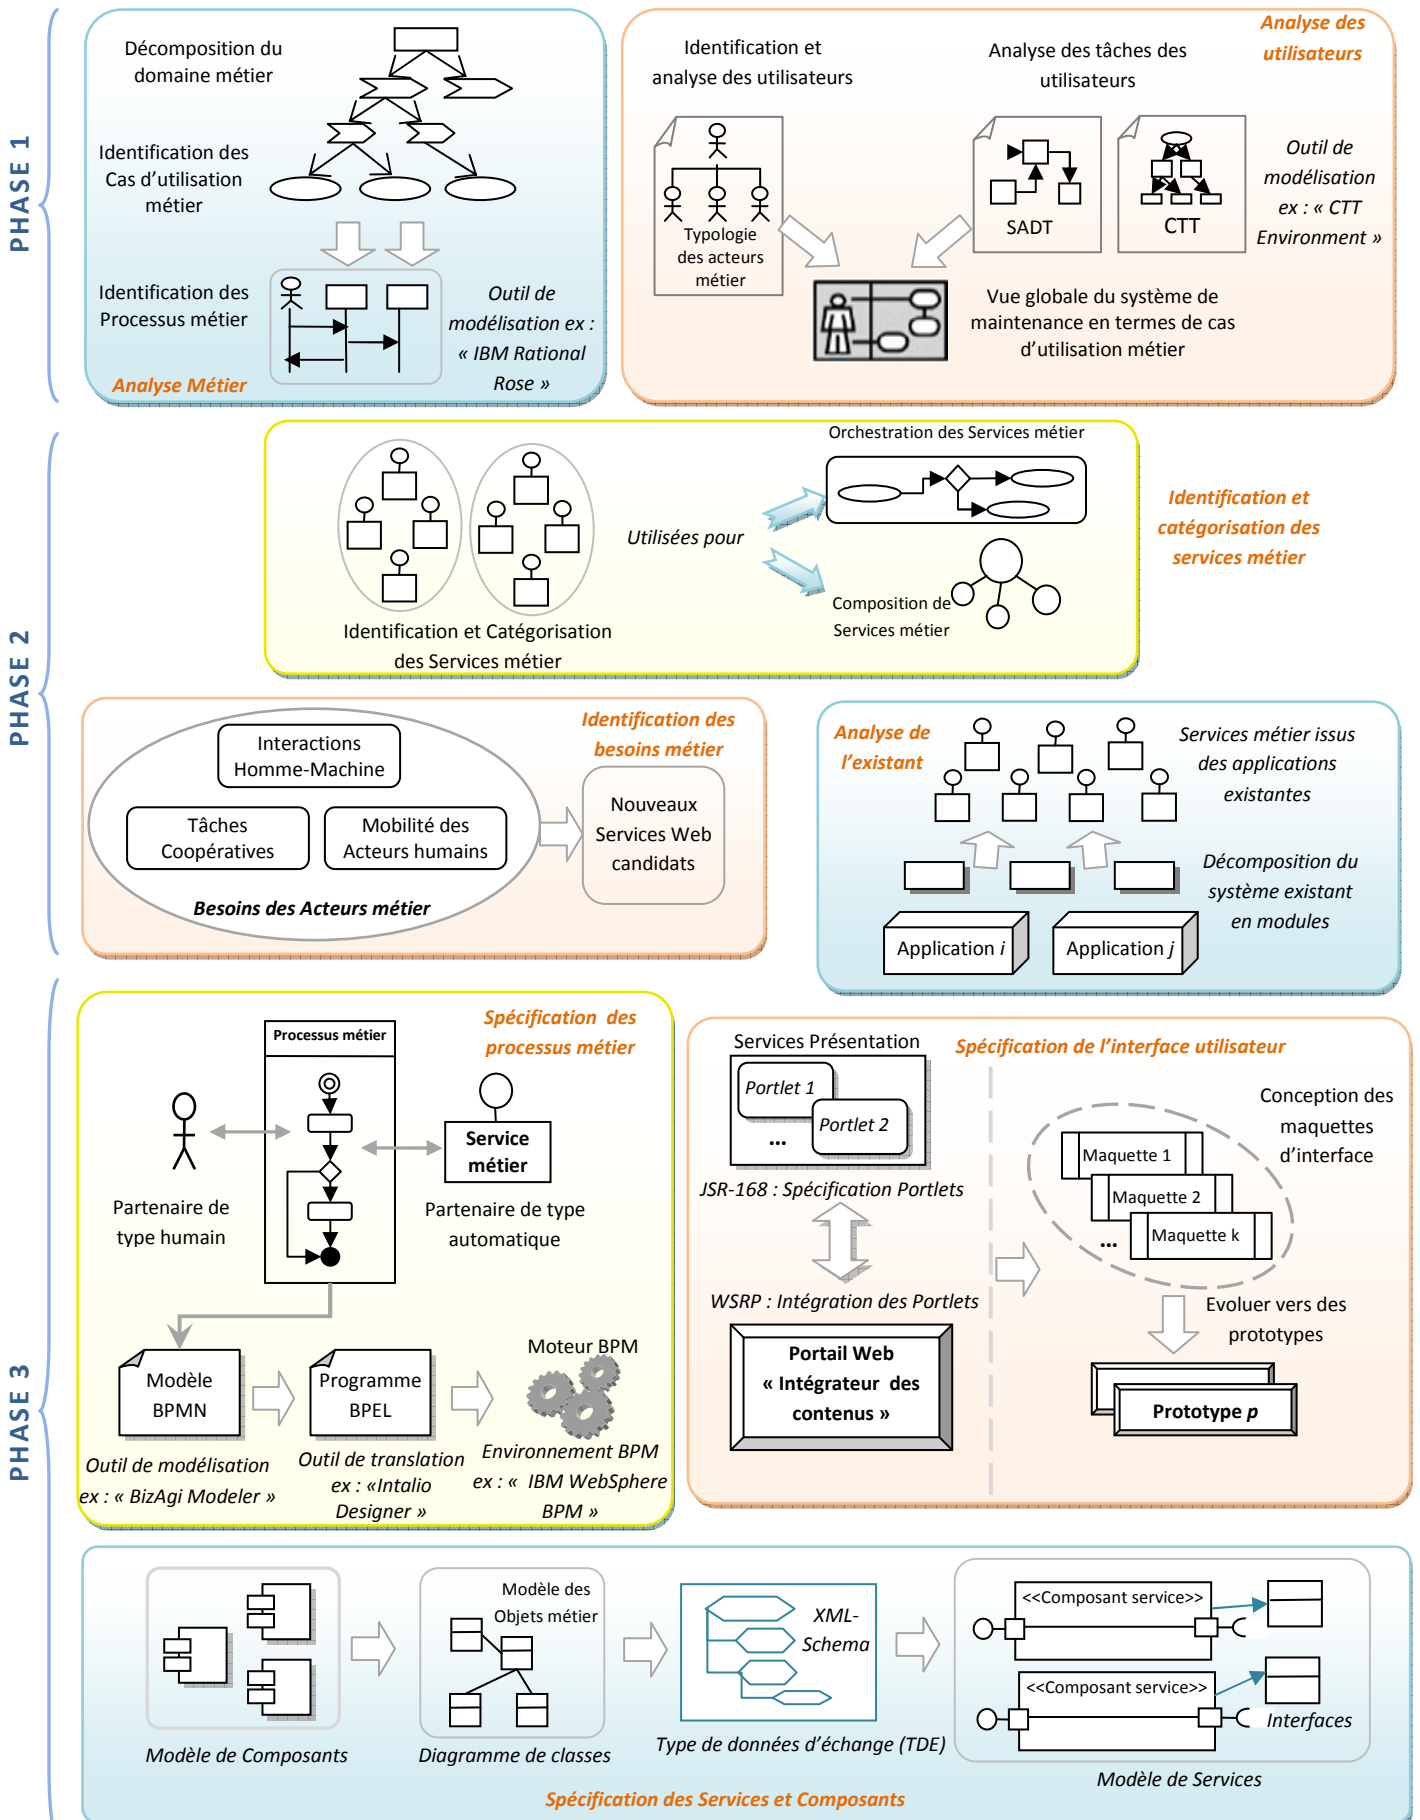 PHASE 1
Décomposition du
domaine métier
Identification des
Cas d'utilisation
métier
Identification des
Processus métier
Outil de
modélisation ex :
« IBM Rational
Rose »
Analyse Métier
Analyse des
utilisateurs
Identification et
analyse des utilisateurs
Analyse des tâches des
utilisateurs
Typologie
des acteurs
métier
SADT
CTT
Outil de
modélisation
ex : « CTT
Environment »
Vue globale du système de
maintenance en termes de cas
d'utilisation métier
PHASE 2
Orchestration des Services métier
Utilisées pour
Composition de
Services métier
Identification et Catégorisation
des Services métier
Identification et
catégorisation des
services métier
Identification des
besoins métier
Interactions
Homme-Machine
Tâches
Coopératives
Mobilité des
Acteurs humains
Besoins des Acteurs métier
Nouveaux
Services Web
candidats
Analyse de
l'existant
Services métier issus
des applications
existantes
Décomposition du
système existant
en modules
Application i
Application j
PHASE 3
Spécification des
processus métier
Processus métier
Service
métier
Partenaire de
type humain
Partenaire de type
automatique
Modèle
BPMN
Programme
BPEL
Moteur BPM
Outil de modélisation
ex : « BizAgi Modeler »
Outil de translation
ex : «Intalio
Designer »
Environnement BPM
ex : « IBM WebSphere
BPM »
Services Présentation
Portlet 1
Portlet 2
...
JSR-168 : Spécification Portlets
WSRP : Intégration des Portlets
Portail Web
« Intégrateur des
contenus »
Spécification de l'interface utilisateur
Conception des
maquettes
d'interface
Maquette 1
Maquette 2
Maquette k
...
Evoluer vers des
prototypes
Prototype p
Modèle de Composants
Modèle des
Objets métier
Diagramme de classes
XML-
Schema
Type de données d'échange (TDE)
<<Composant service>>
<<Composant service>>
Interfaces
Modèle de Services
Spécification des Services et Composants